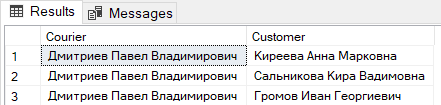 Results Messages
Courier Customer
1 Дмитриев Павел Владимирович Киреева Анна Марковна
2 Дмитриев Павел Владимирович Сальникова Кира Вадимовна
3 Дмитриев Павел Владимирович Громов Иван Георгиевич